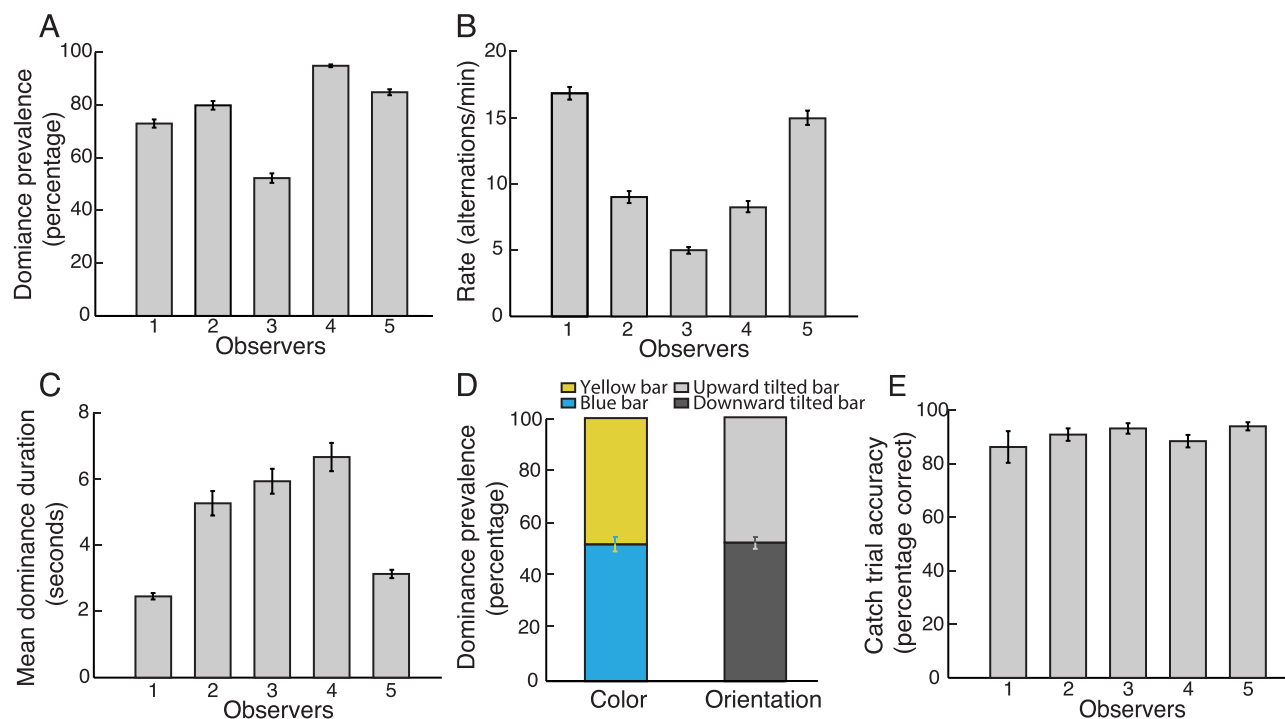 A
Domiance prevalence
(percentage)
100
80
60
40
20
0
1 2 3 4 5
Observers
B
Rate (alternations/min)
20
15
10
5
0
1 2 3 4 5
Observers
C
Mean dominance duration
(seconds)
8
6
4
2
0
1 2 3 4 5
Observers
D
Yellow bar Upward tilted bar
Blue bar Downward tilted bar
Dominance prevalence
(percentage)
100
80
60
40
20
0
Color Orientation
E
Catch trial accuracy
(percentage correct)
100
80
60
40
20
0
1 2 3 4 5
Observers